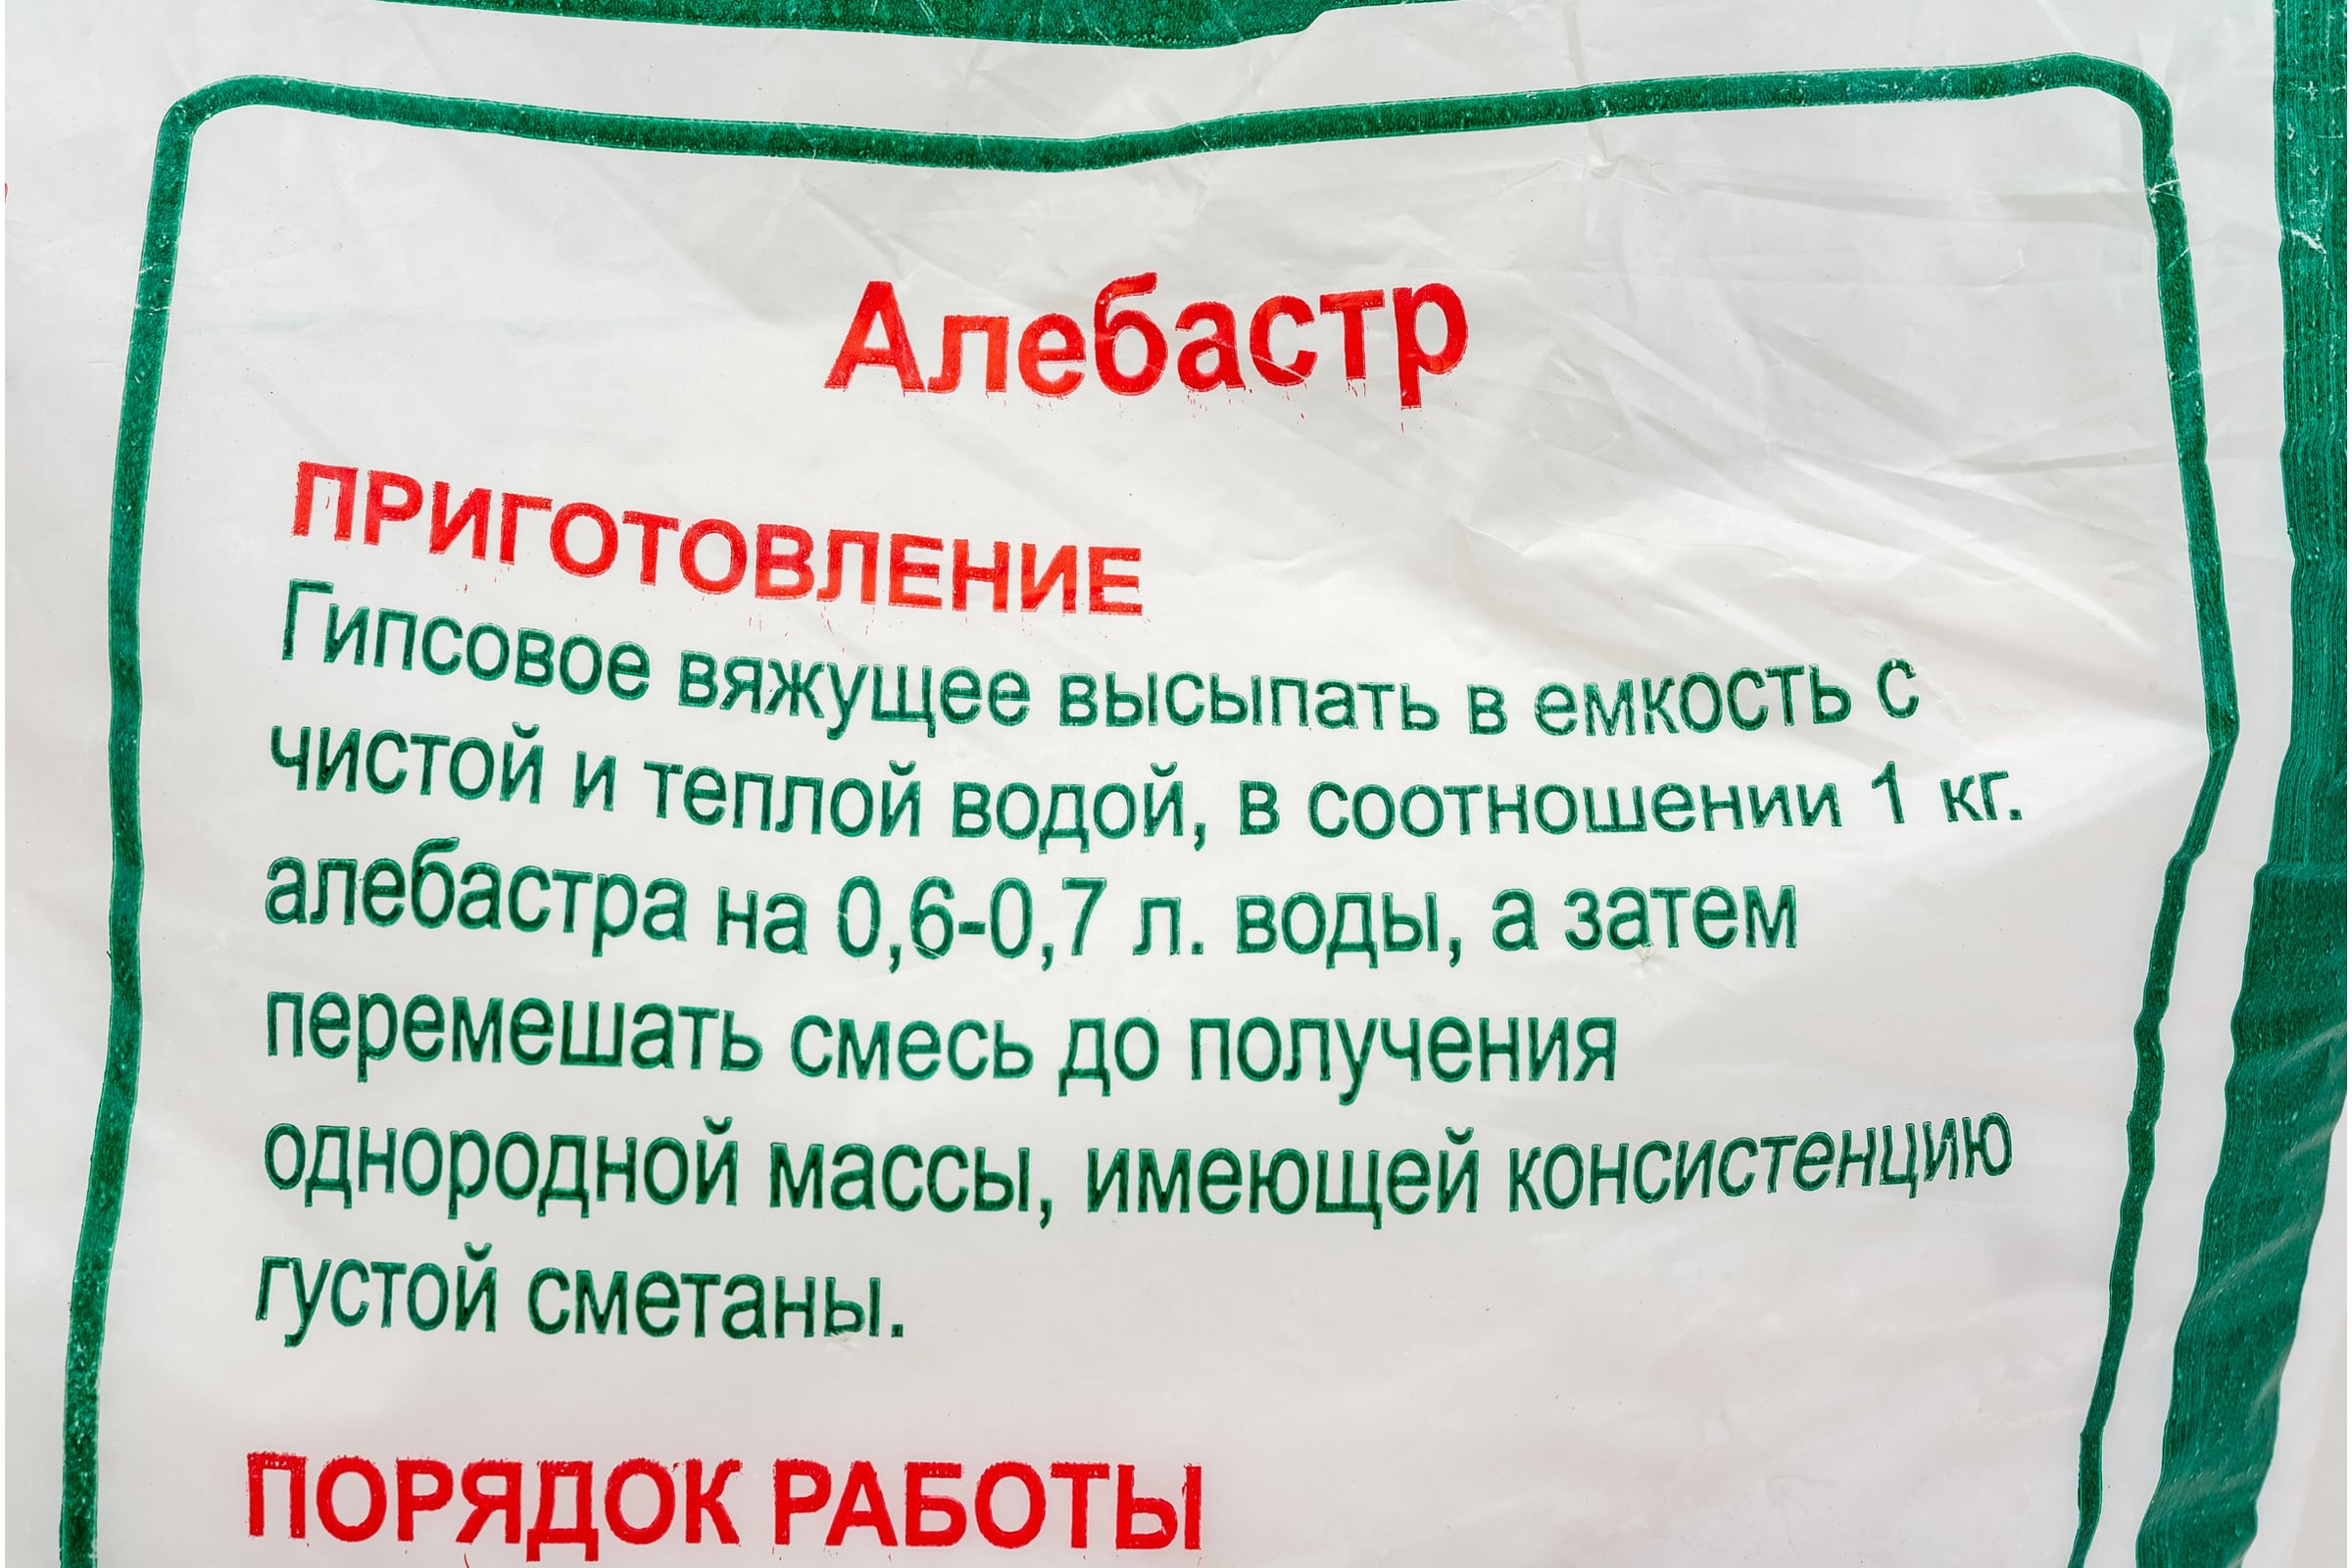 Алебастр
ПРИГОТОВЛЕНИЕ
Гипсовое вяжущее высыпать в емкость с
чистой и теплой водой, в соотношении 1 кг.
алебастра на 0,6-0,7 л. воды, а затем
перемешать смесь до получения
однородной массы, имеющей консистенцию
густой сметаны.
ПОРЯДОК РАБОТЫ